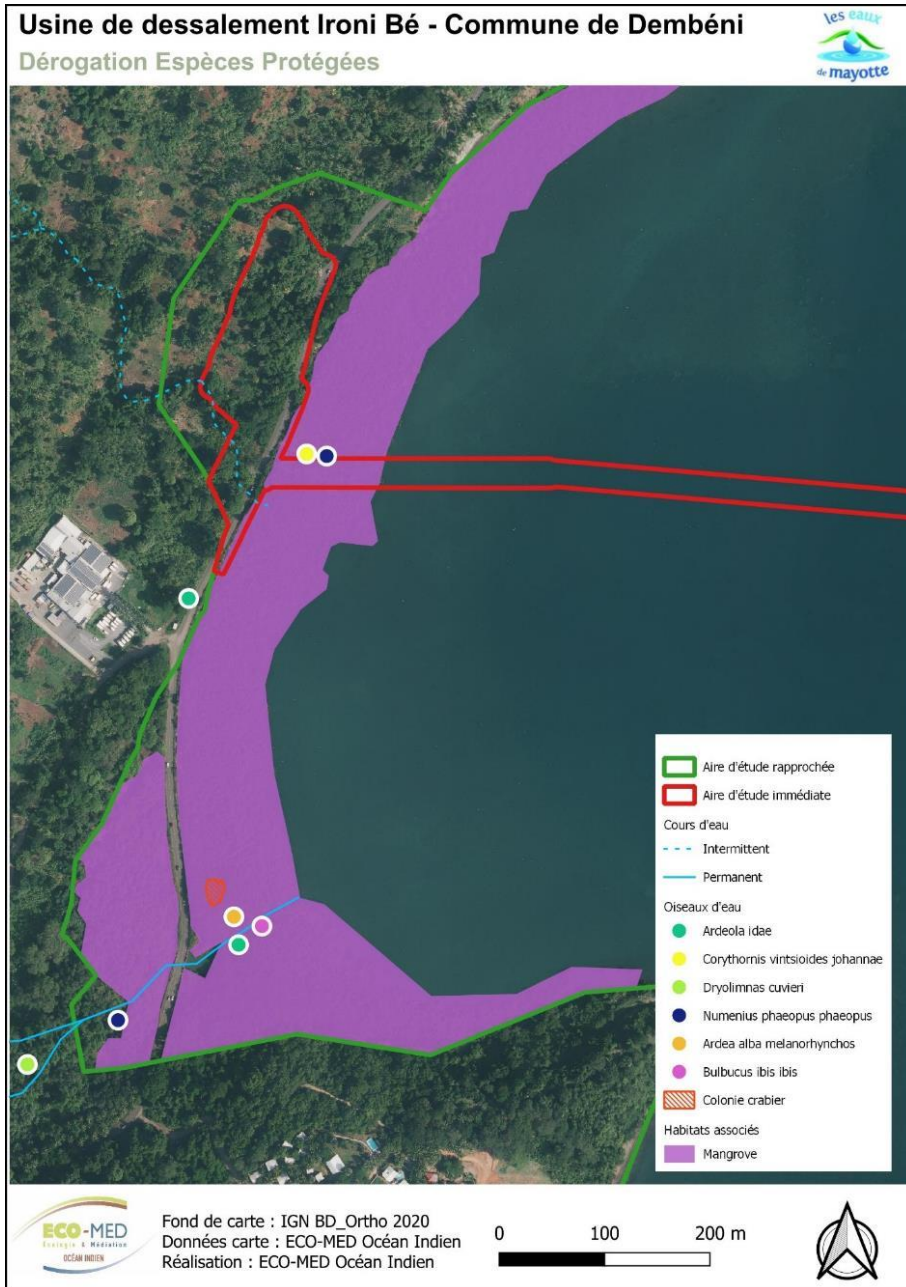 Usine de dessalement Ironi Bé - Commune de Dembéni
Dérogation Espèces Protégées
les eaux
de mayotte
Aire d'étude rapprochée
Aire d'étude immédiate
Cours d'eau
Intermittent
Permanent
Oiseaux d'eau
Ardeola idae
Corythornis vintsioides johannae
Dryolimnas cuvieri
Numenius phaeopus phaeopus
Ardea alba melanorhynchos
Bulbucus ibis ibis
Colonie crabier
Habitats associés
Mangrove
ECO-MED
Écologie & Médiation
OCÉAN INDIEN
Fond de carte : IGN BD_Ortho 2020
Données carte : ECO-MED Océan Indien
Réalisation : ECO-MED Océan Indien
0 100 200 m